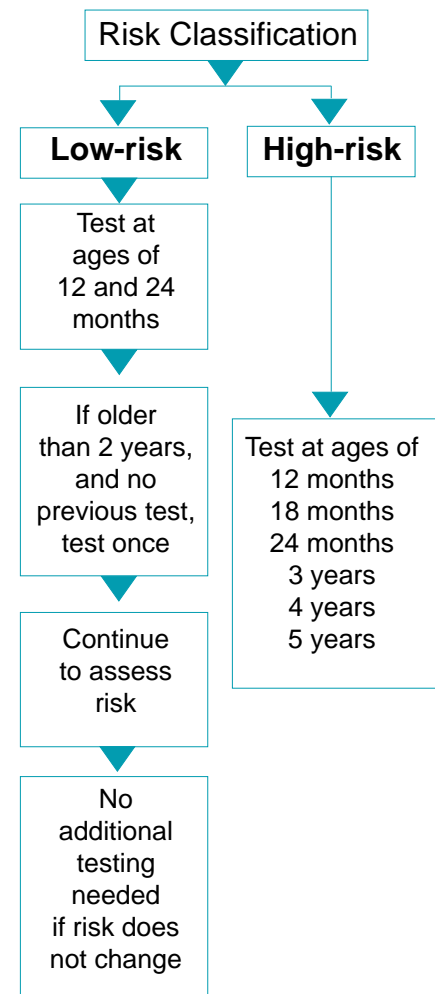 Risk Classification
Low-risk
High-risk
Test at
ages of
12 and 24
months
If older
than 2 years,
and no
previous test,
test once
Continue
to assess
risk
No
additional
testing
needed
if risk does
not change
Test at ages of
12 months
18 months
24 months
3 years
4 years
5 years